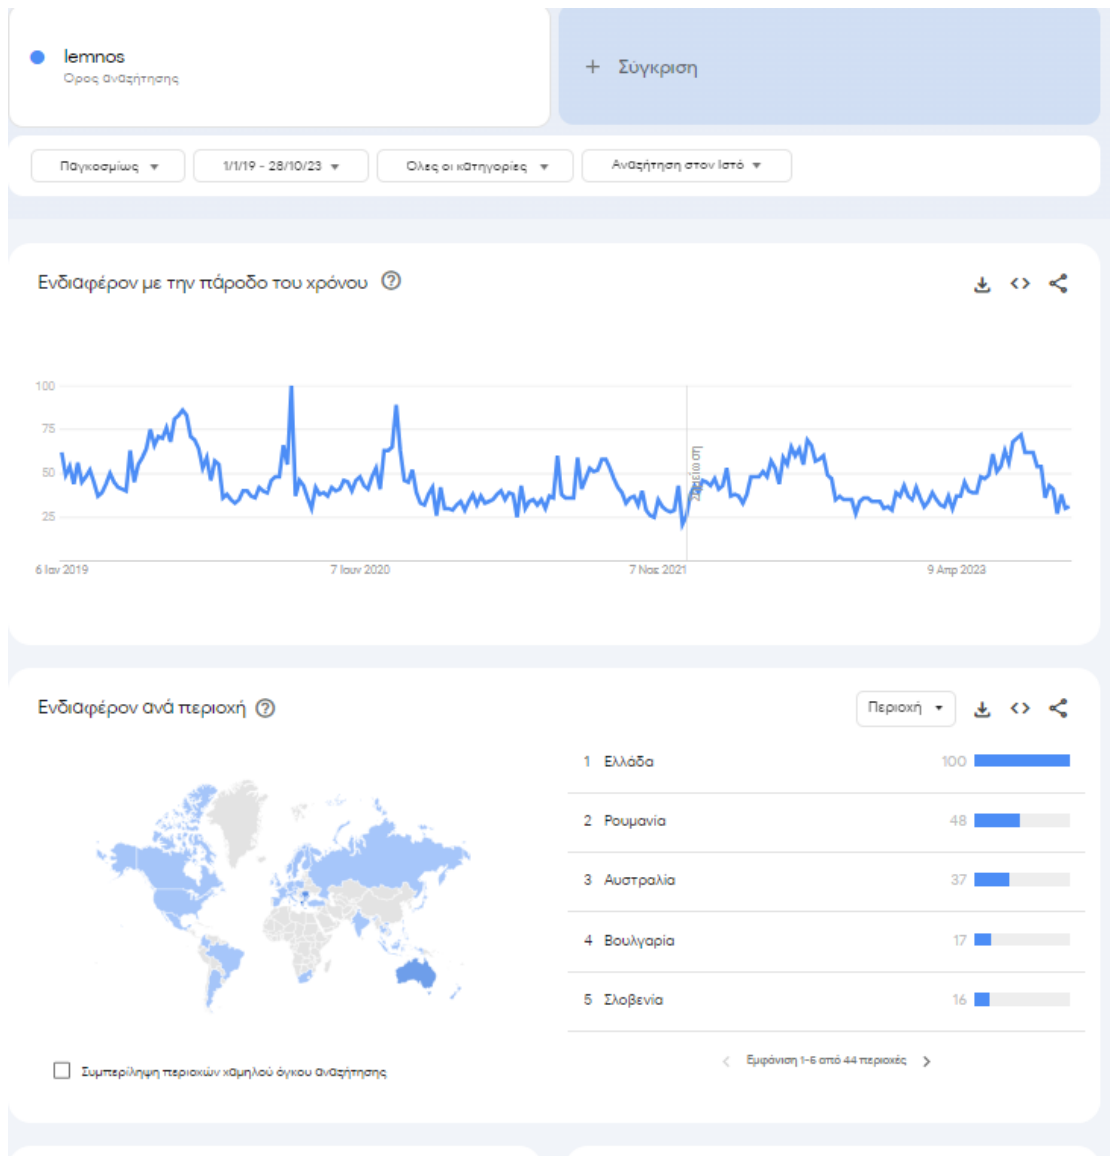 lemnos
Όρος αναζήτησης
+ Σύγκριση
Παγκοσμίως
1/1/19 - 28/10/23
Όλες οι κατηγορίες
Αναζήτηση στον Ιστό
Ενδιαφέρον με την πάροδο του χρόνου
100
75
50
25
Σημείωση
6 Ιαν 2019
7 Ιουν 2020
7 Νοε 2021
9 Απρ 2023
Ενδιαφέρον ανά περιοχή
Περιοχή
1 Ελλάδα 100
2 Ρουμανία 48
3 Αυστραλία 37
4 Βουλγαρία 17
5 Σλοβενία 16
Συμπερίληψη περιοχών χαμηλού όγκου αναζήτησης
Εμφάνιση 1-5 από 44 περιοχές